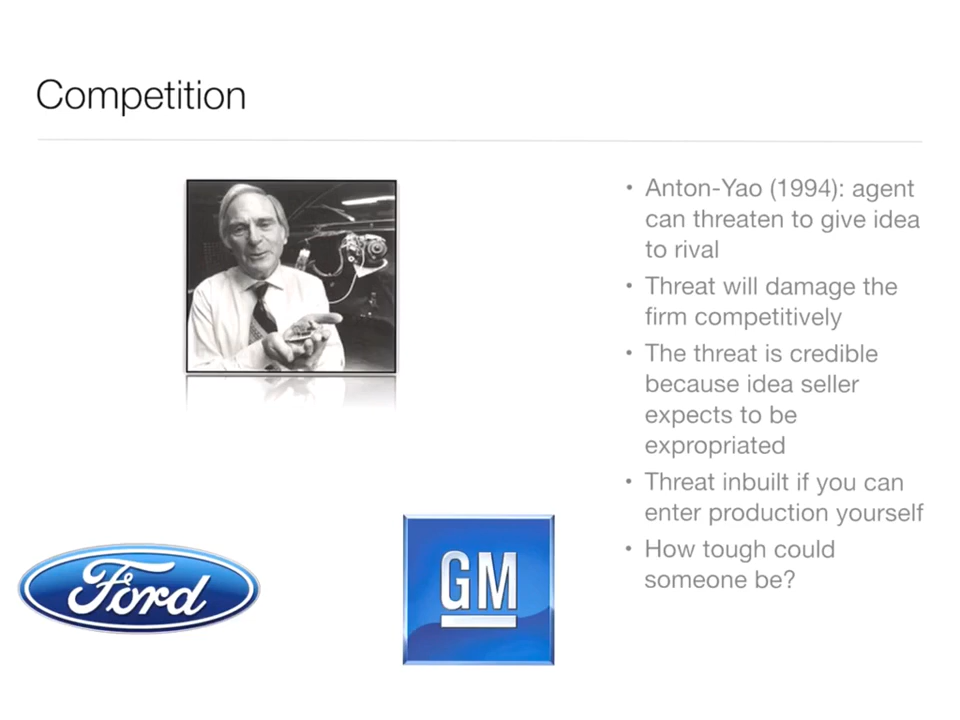 Competition
• Anton-Yao (1994): agent
can threaten to give idea
to rival
• Threat will damage the
firm competitively
• The threat is credible
because idea seller
expects to be
expropriated
• Threat inbuilt if you can
enter production yourself
• How tough could
someone be?
Ford
GM